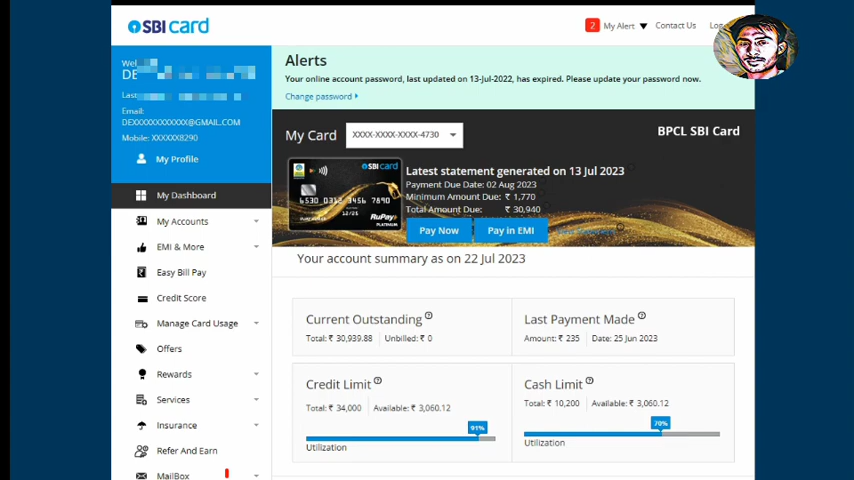 SBI card
2 My Alert Contact Us
DE
Email:
DEXXXXXXXXXXX@GMAIL.COM
Mobile: XXXXXX8290
My Profile
My Dashboard
My Accounts
EMI & More
Easy Bill Pay
Credit Score
Manage Card Usage
Offers
Rewards
Services
Insurance
Refer And Earn
MailBox
Alerts
Your online account password, last updated on 13-Jul-2022, has expired. Please update your password now.
Change password
My Card XXXX-XXXX-XXXX-4730
BPCL SBI Card
SBI card
RuPay
PLATINUM
Latest statement generated on 13 Jul 2023
Payment Due Date: 02 Aug 2023
Minimum Amount Due: ₹ 1,770
Total Amount Due: ₹ 30,940
Pay Now Pay in EMI
Your account summary as on 22 Jul 2023
Current Outstanding
Total: ₹ 30,939.88 Unbilled: ₹ 0
Last Payment Made
Amount: ₹ 235 Date: 25 Jun 2023
Credit Limit
Total: ₹ 34,000 Available: ₹ 3,060.12
91%
Utilization
Cash Limit
Total: ₹ 10,200 Available: ₹ 3,060.12
70%
Utilization